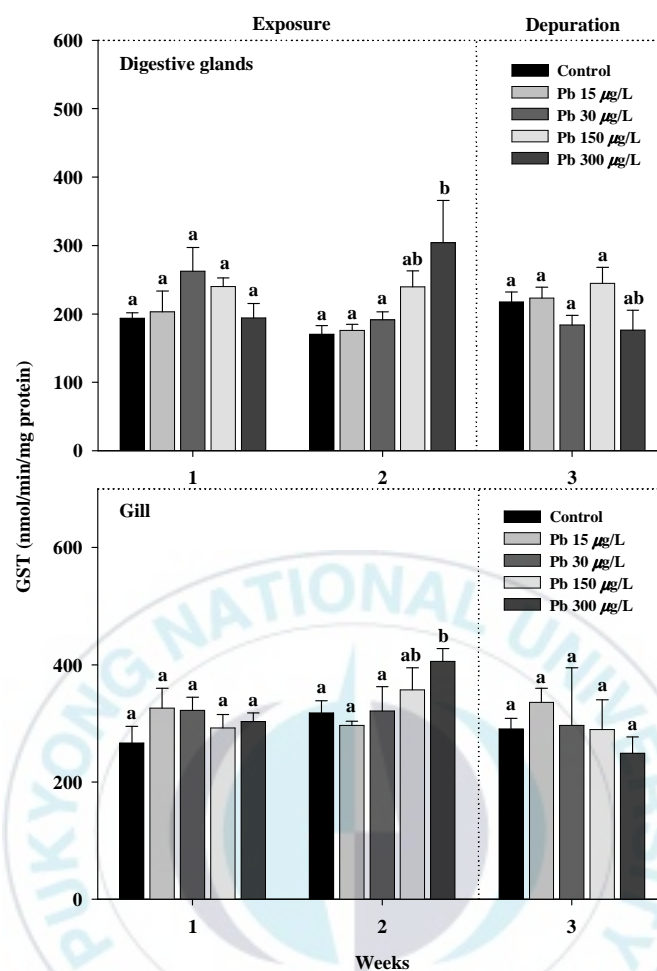 Exposure Depuration
600
Digestive glands
Control
Pb 15 µg/L
Pb 30 µg/L
Pb 150 µg/L
Pb 300 µg/L
500
400
300
200
100
0
a a a a a
a a a ab b
a a a a ab
1 2 3
GST (nmol/min/mg protein)
Gill
Control
Pb 15 µg/L
Pb 30 µg/L
Pb 150 µg/L
Pb 300 µg/L
600
400
200
0
a a a a a
a a a ab b
a a a a a
1 2 3
Weeks
PUKYONG NATIONAL UNIVERSITY